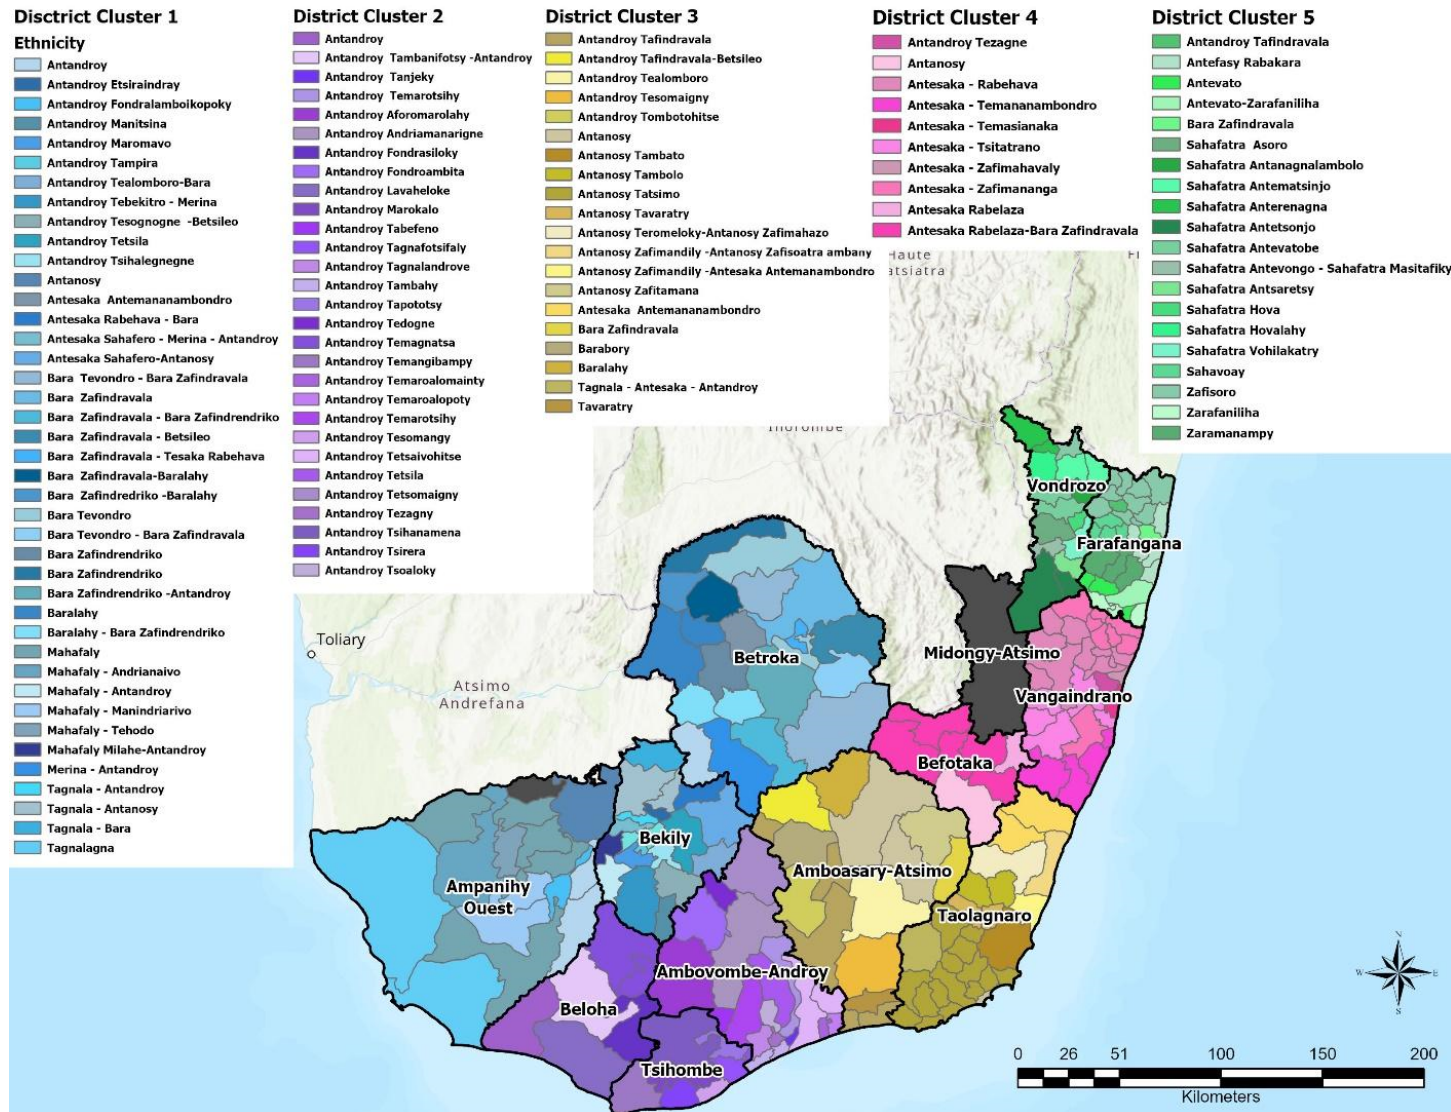 Disctrict Cluster 1
Ethnicity
Antandroy
Antandroy Etsiraindray
Antandroy Fondralamboikopoky
Antandroy Manitsina
Antandroy Maromavo
Antandroy Tampira
Antandroy Tealomboro-Bara
Antandroy Tebekitro - Merina
Antandroy Tesognogne -Betsileo
Antandroy Tetsila
Antandroy Tsihalegnegne
Antanosy
Antesaka Antemananambondro
Antesaka Rabehava - Bara
Antesaka Sahafero - Merina - Antandroy
Antesaka Sahafero-Antanosy
Bara Tevondro - Bara Zafindravala
Bara Zafindravala
Bara Zafindravala - Bara Zafindrendriko
Bara Zafindravala - Betsileo
Bara Zafindravala - Tesaka Rabehava
Bara Zafindravala-Baralahy
Bara Zafindredriko -Baralahy
Bara Tevondro
Bara Tevondro - Bara Zafindravala
Bara Zafindrendriko
Bara Zafindrendriko
Bara Zafindrendriko -Antandroy
Baralahy
Baralahy - Bara Zafindrendriko
Mahafaly
Mahafaly - Andrianaivo
Mahafaly - Antandroy
Mahafaly - Manindriarivo
Mahafaly - Tehodo
Mahafaly Milahe-Antandroy
Merina - Antandroy
Tagnala - Antandroy
Tagnala - Antanosy
Tagnala - Bara
Tagnalagna
District Cluster 2
Antandroy
Antandroy Tambanifotsy -Antandroy
Antandroy Tanjeky
Antandroy Temarotsihy
Antandroy Aforomarolahy
Antandroy Andriamanarigne
Antandroy Fondrasiloky
Antandroy Fondroambita
Antandroy Lavaheloke
Antandroy Marokalo
Antandroy Tabefeno
Antandroy Tagnafotsifaly
Antandroy Tagnalandrove
Antandroy Tambahy
Antandroy Tapototsy
Antandroy Tedogne
Antandroy Temagnatsa
Antandroy Temangibampy
Antandroy Temaroalomainty
Antandroy Temaroalopoty
Antandroy Temarotsihy
Antandroy Tesomangy
Antandroy Tetsaivohitse
Antandroy Tetsila
Antandroy Tetsomaigny
Antandroy Tezagny
Antandroy Tsihanamena
Antandroy Tsirera
Antandroy Tsoaloky
District Cluster 3
Antandroy Tafindravala
Antandroy Tafindravala-Betsileo
Antandroy Tealomboro
Antandroy Tesomaigny
Antandroy Tombotohitse
Antanosy
Antanosy Tambato
Antanosy Tambolo
Antanosy Tatsimo
Antanosy Tavaratry
Antanosy Teromeloky-Antanosy Zafimahazo
Antanosy Zafimandily -Antanosy Zafisoatra ambany
Antanosy Zafimandily -Antesaka Antemanambondro
Antanosy Zafitamana
Antesaka Antemananambondro
Bara Zafindravala
Barabory
Baralahy
Tagnala - Antesaka - Antandroy
Tavaratry
District Cluster 4
Antandroy Tezagne
Antanosy
Antesaka - Rabehava
Antesaka - Temananambondro
Antesaka - Temasianaka
Antesaka - Tsitatrano
Antesaka - Zafimahavaly
Antesaka - Zafimananga
Antesaka Rabelaza
Antesaka Rabelaza-Bara Zafindravala
District Cluster 5
Antandroy Tafindravala
Antefasy Rabakara
Antevato
Antevato-Zarafaniliha
Bara Zafindravala
Sahafatra Asoro
Sahafatra Antanagnalambolo
Sahafatra Antematsinjo
Sahafatra Anterenagna
Sahafatra Antetsonjo
Sahafatra Antevatobe
Sahafatra Antevongo - Sahafatra Masitafiky
Sahafatra Antsaretsy
Sahafatra Hova
Sahafatra Hovalahy
Sahafatra Vohilakatry
Sahavoay
Zafisoro
Zarafaniliha
Zaramanampy
Vondrozo
Farafangana
Midongy-Atsimo
Vangaindrano
Betroka
Toliary
Atsimo
Andrefana
Befotaka
Bekily
Amboasary-Atsimo
Ampanihy
Ouest
Taolagnaro
Ambovombe-Androy
Beloha
Tsihombe
N
W
E
S
0 26 51 100 150 200
Kilometers